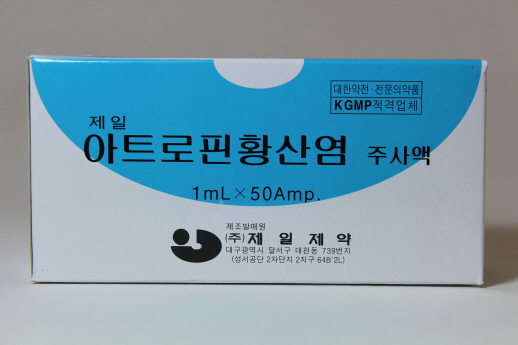 대한약전·전문의약품
KGMP적격업체
제일
아트로핀황산염 주사액
1mL×50Amp.
제조발매원
(주)제일제약
대구광역시 달서구 대천동 739번지
(성서공단 2차단지 2지구 64B'2L)